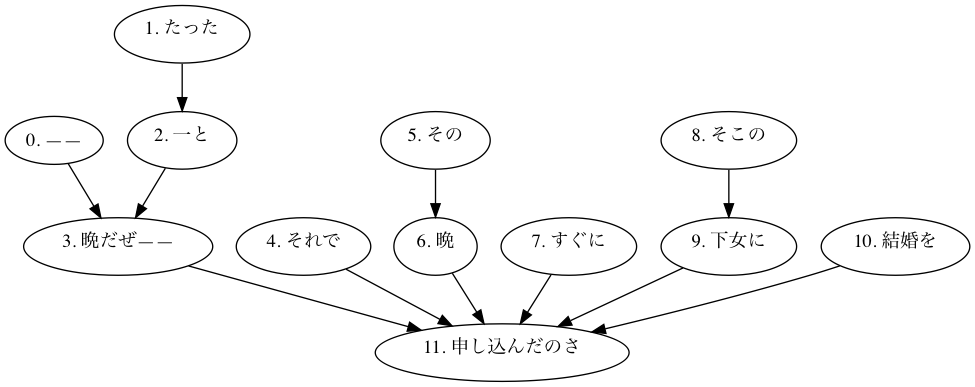 1. たった
0. ――
2. 一と
5. その
8. そこの
3. 晩だぜ――
4. それで
6. 晩
7. すぐに
9. 下女に
10. 結婚を
11. 申し込んだのさ